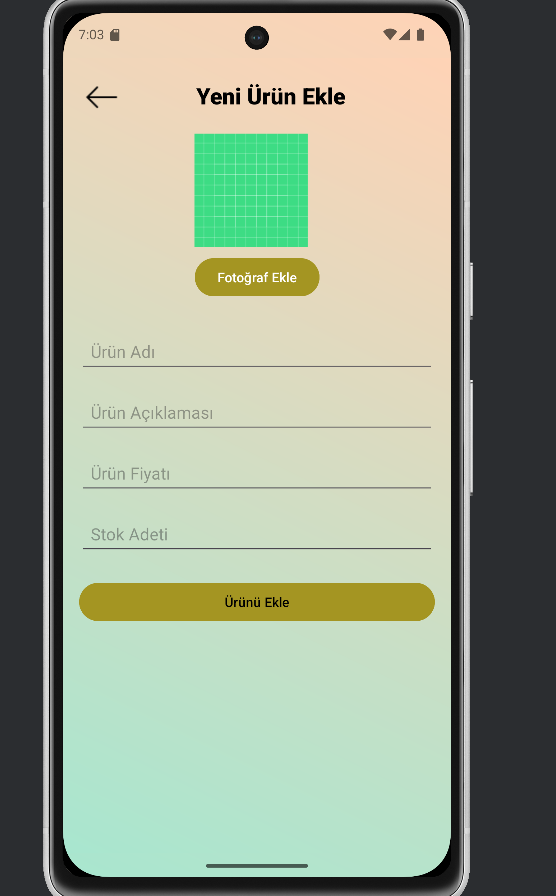 7:03
Yeni Ürün Ekle
Fotoğraf Ekle
Ürün Adı
Ürün Açıklaması
Ürün Fiyatı
Stok Adeti
Ürünü Ekle